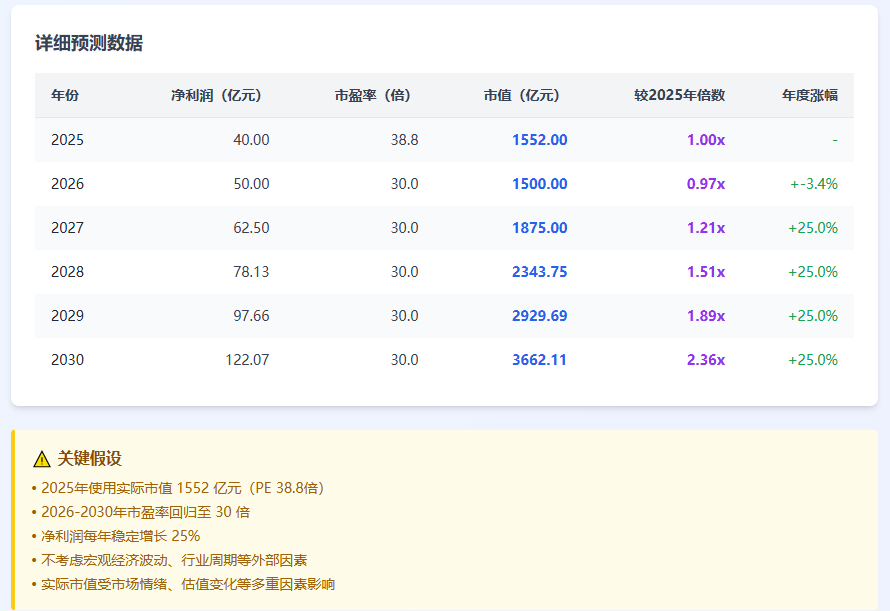 详细预测数据
年份 净利润（亿元） 市盈率（倍） 市值（亿元） 较2025年倍数 年度涨幅
2025 40.00 38.8 1552.00 1.00x -
2026 50.00 30.0 1500.00 0.97x +-3.4%
2027 62.50 30.0 1875.00 1.21x +25.0%
2028 78.13 30.0 2343.75 1.51x +25.0%
2029 97.66 30.0 2929.69 1.89x +25.0%
2030 122.07 30.0 3662.11 2.36x +25.0%
⚠️ 关键假设
• 2025年使用实际市值 1552 亿元（PE 38.8倍）
• 2026-2030年市盈率回归至 30 倍
• 净利润每年稳定增长 25%
• 不考虑宏观经济波动、行业周期等外部因素
• 实际市值受市场情绪、估值变化等多重因素影响